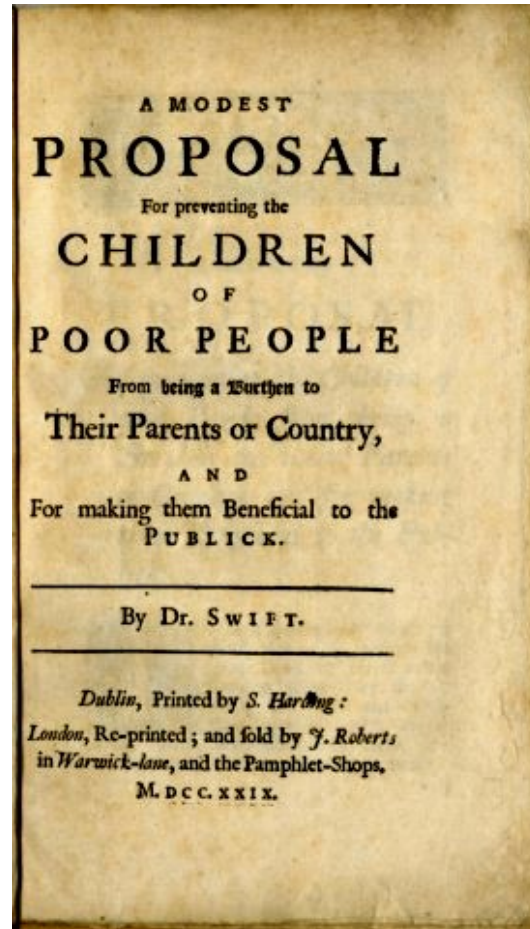 A MODEST
PROPOSAL
For preventing the
CHILDREN
OF
POOR PEOPLE
From being a Burthen to
Their Parents or Country,
AND
For making them Beneficial to the
PUBLICK.
By Dr. SWIFT.
Dublin, Printed by S. Harding:
London, Re-printed; and ſold by J. Roberts
in Warwick-lane, and the Pamphlet-Shops.
M.DCC.XXIX.